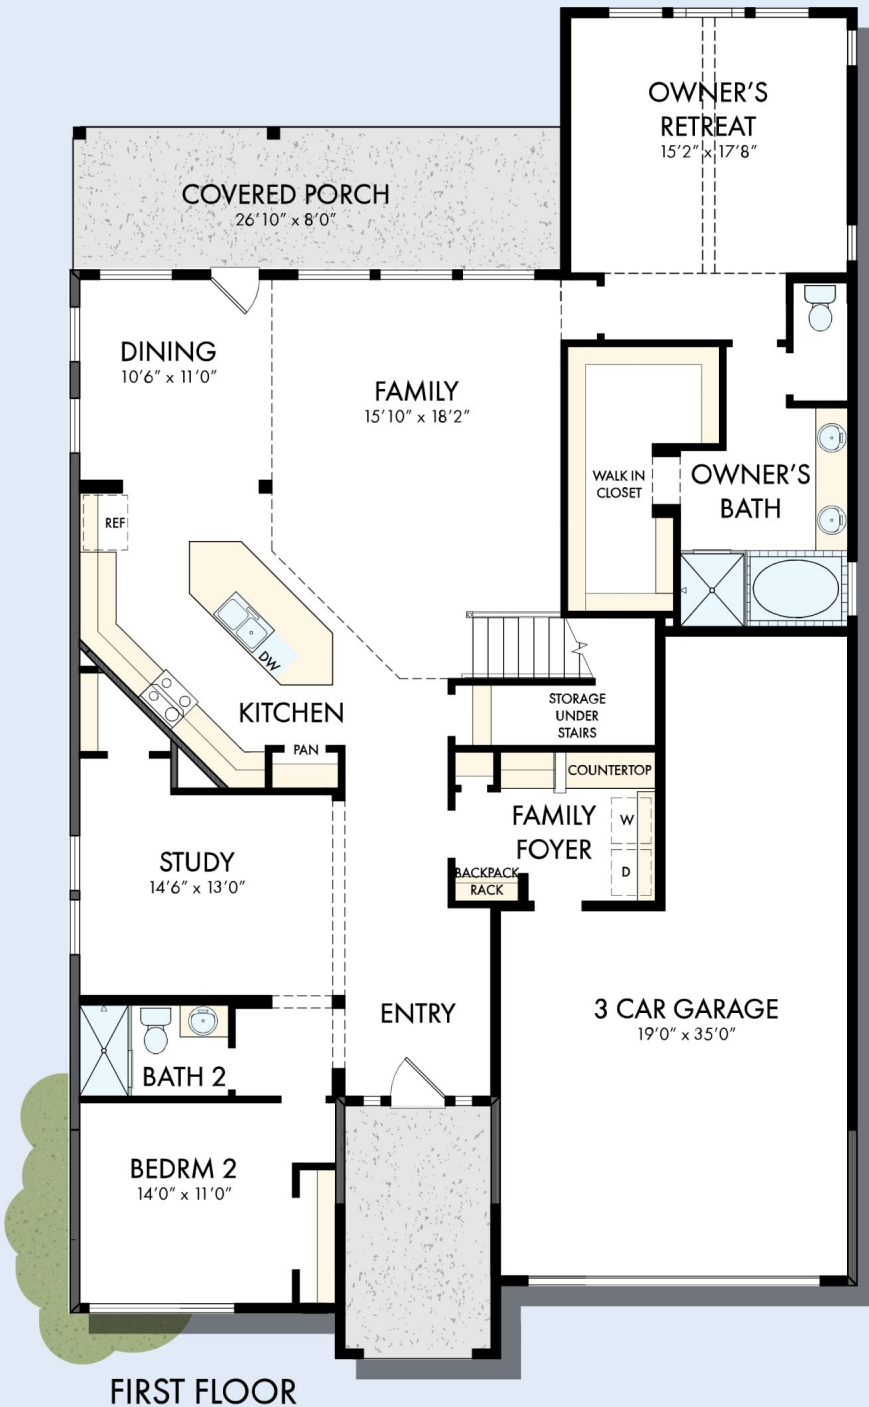 OWNER'S
RETREAT
15'2" x 17'8"
COVERED PORCH
26'10" x 8'0"
DINING
10'6" x 11'0"
FAMILY
15'10" x 18'2"
WALK IN
CLOSET
OWNER'S
BATH
REF
DW
KITCHEN
PAN
STORAGE
UNDER
STAIRS
COUNTERTOP
FAMILY
FOYER
W
D
BACKPACK
RACK
STUDY
14'6" x 13'0"
ENTRY
3 CAR GARAGE
19'0" x 35'0"
BATH 2
BEDRM 2
14'0" x 11'0"
FIRST FLOOR